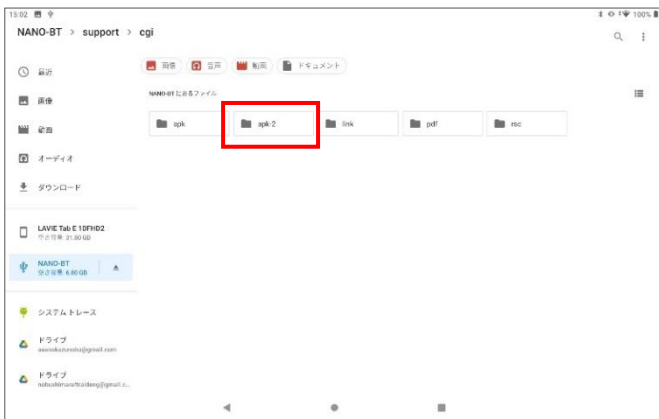 15:02
100%
NANO-BT > support > cgi
画像 音声 動画 ドキュメント
NANO-BT にあるファイル
apk apk-2 link pdf rsc
最近
画像
動画
オーディオ
ダウンロード
LAVIE Tab E 10FHD2
空き容量: 31.80 GB
NANO-BT
空き容量: 6.80 GB
システム トレース
ドライブ
ドライブ